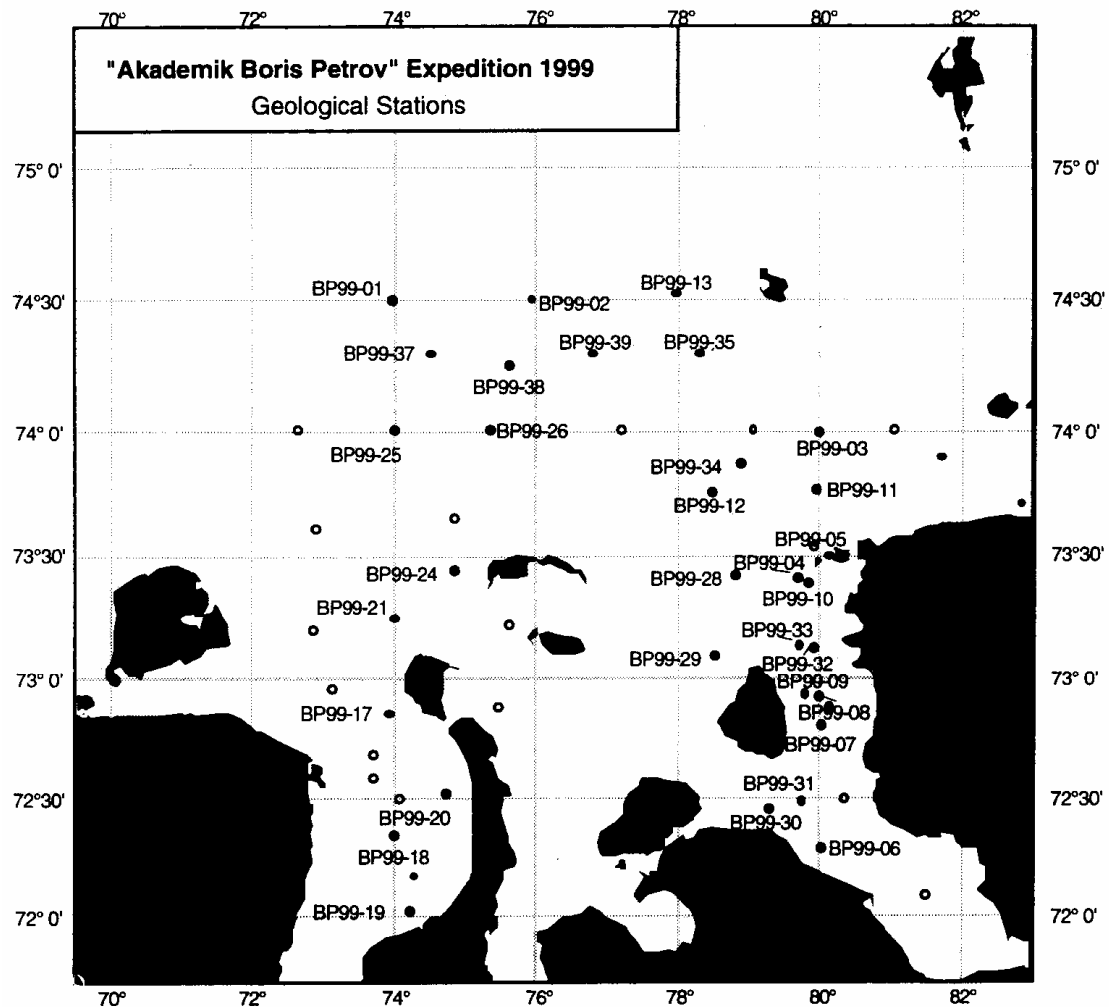 70° 72° 74° 76° 78° 80° 82°
"Akademik Boris Petrov" Expedition 1999
Geological Stations
75° 0' 75° 0'
BP99-13
BP99-01
74°30' BP99-02 74°30'
BP99-37 BP99-39 BP99-35
BP99-38
74° 0' BP99-26 74° 0'
BP99-25 BP99-03
BP99-34
BP99-12 BP99-11
BP99-05
73°30' 73°30'
BP99-04
BP99-24 BP99-28
BP99-10
BP99-21
BP99-33
BP99-29 BP99-32
73° 0' BP99-09 73° 0'
BP99-17 BP99-08
BP99-07
BP99-31
72°30' 72°30'
BP99-20 BP99-30
BP99-18 BP99-06
BP99-19
72° 0' 72° 0'
70° 72° 74° 76° 78° 80° 82°